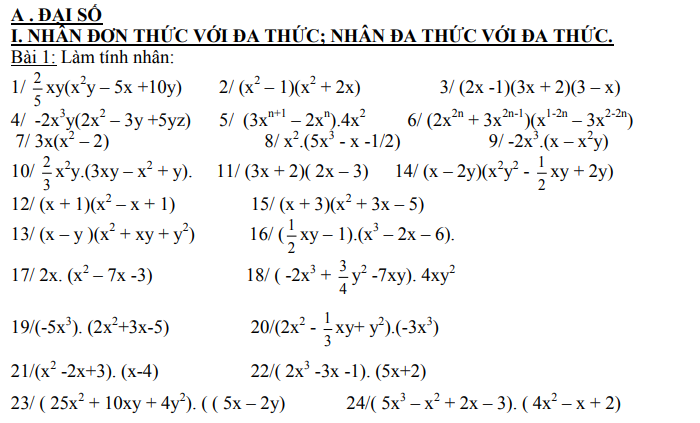 A . ĐẠI SỐ
I. NHÂN ĐƠN THỨC VỚI ĐA THỨC; NHÂN ĐA THỨC VỚI ĐA THỨC.
Bài 1: Làm tính nhân:
1/ 2/5 xy(x²y – 5x +10y) 2/ (x² – 1)(x² + 2x) 3/ (2x -1)(3x + 2)(3 – x)
4/ -2x³y(2x² – 3y +5yz) 5/ (3xⁿ⁺¹ – 2xⁿ).4x² 6/ (2x²ⁿ + 3x²ⁿ⁻¹)(x¹⁻²ⁿ – 3x²⁻²ⁿ)
7/ 3x(x² – 2) 8/ x².(5x³ - x -1/2) 9/ -2x³.(x – x²y)
10/ 2/3 x²y.(3xy – x² + y). 11/ (3x + 2)( 2x – 3) 14/ (x – 2y)(x²y² - 1/2 xy + 2y)
12/ (x + 1)(x² – x + 1) 15/ (x + 3)(x² + 3x – 5)
13/ (x – y )(x² + xy + y²) 16/ (1/2 xy – 1).(x³ – 2x – 6).
17/ 2x. (x² – 7x -3) 18/ ( -2x³ + 3/4 y² -7xy). 4xy²
19/(-5x³). (2x²+3x-5) 20/(2x² - 1/3 xy+ y²).(-3x³)
21/(x² -2x+3). (x-4) 22/( 2x³ -3x -1). (5x+2)
23/ ( 25x² + 10xy + 4y²). ( ( 5x – 2y) 24/( 5x³ – x² + 2x – 3). ( 4x² – x + 2)